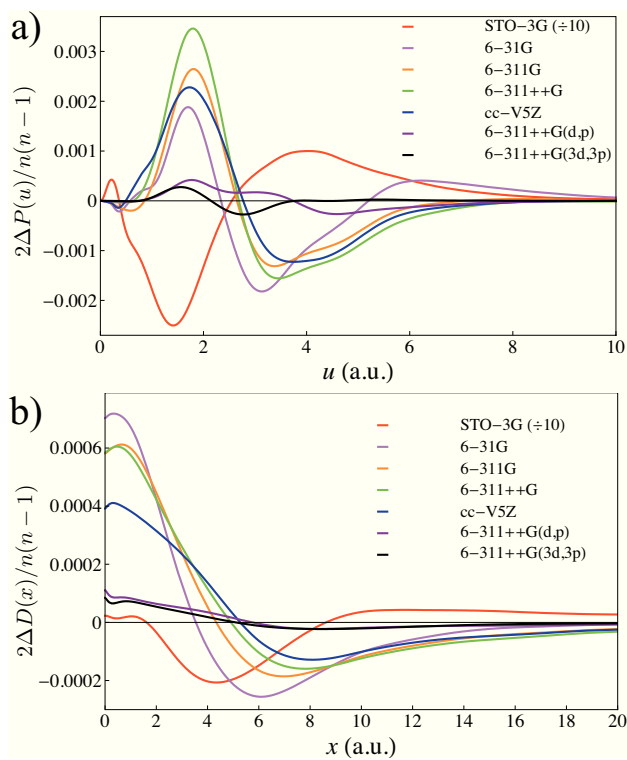 a)
0.003
0.002
0.001
0
−0.001
−0.002
2ΔP(u)/n(n−1)
STO−3G (÷10)
6−31G
6−311G
6−311++G
cc−V5Z
6−311++G(d,p)
6−311++G(3d,3p)
0 2 4 6 8 10
u (a.u.)
b)
0.0006
0.0004
0.0002
0
−0.0002
2ΔD(x)/n(n−1)
STO−3G (÷10)
6−31G
6−311G
6−311++G
cc−V5Z
6−311++G(d,p)
6−311++G(3d,3p)
0 2 4 6 8 10 12 14 16 18 20
x (a.u.)